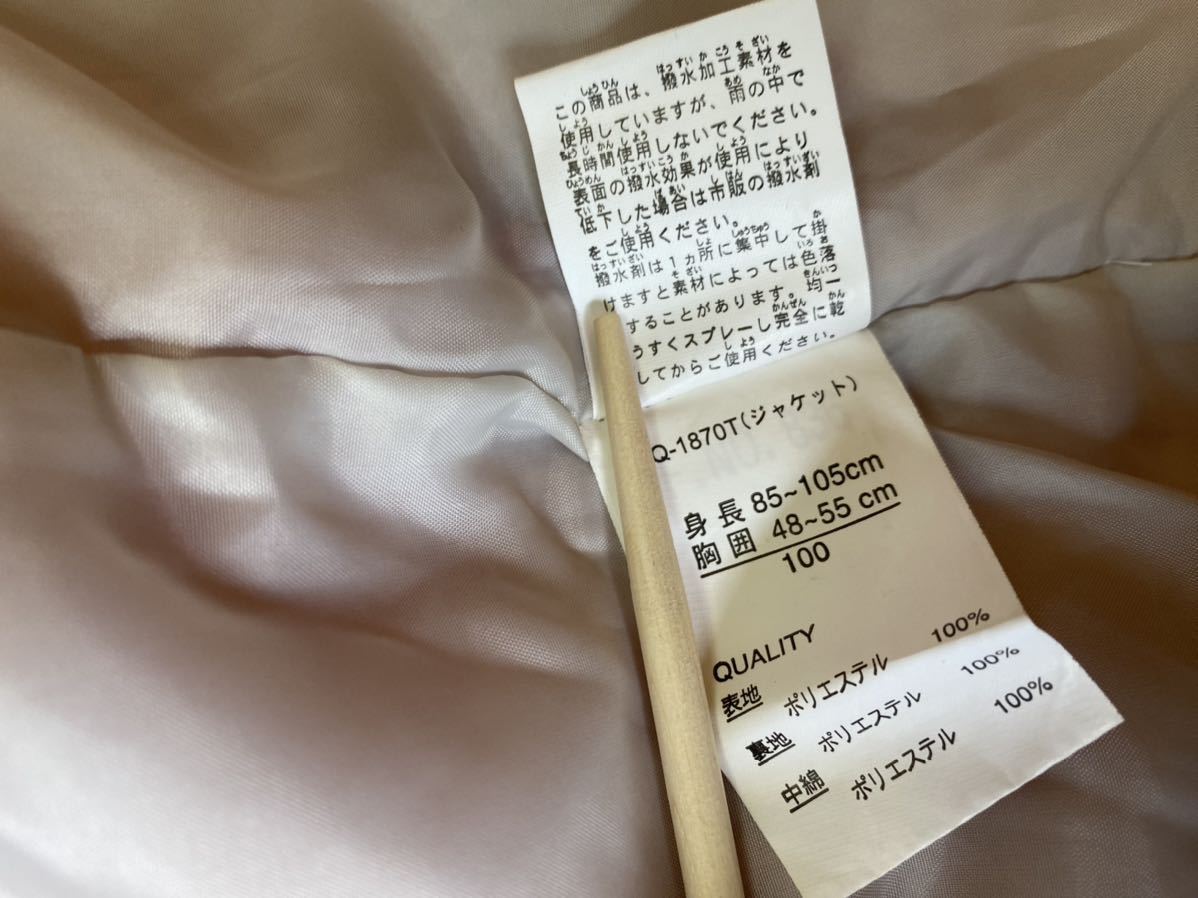 この商品は、撥水加工素材を
使用していますが、雨の中で
長時間使用しないでください。
表面の撥水効果が使用により
低下した場合は市販の撥水剤
をご使用ください。
撥水剤は1ヵ所に集中して掛
けますと素材によっては色落
することがあります。均一
うすくスプレーし完全に乾
してからご使用ください。
Q-1870T(ジャケット)
身長 85~105cm
胸囲 48~55 cm
100
QUALITY
表地 ポリエステル 100%
裏地 ポリエステル 100%
中綿 ポリエステル 100%